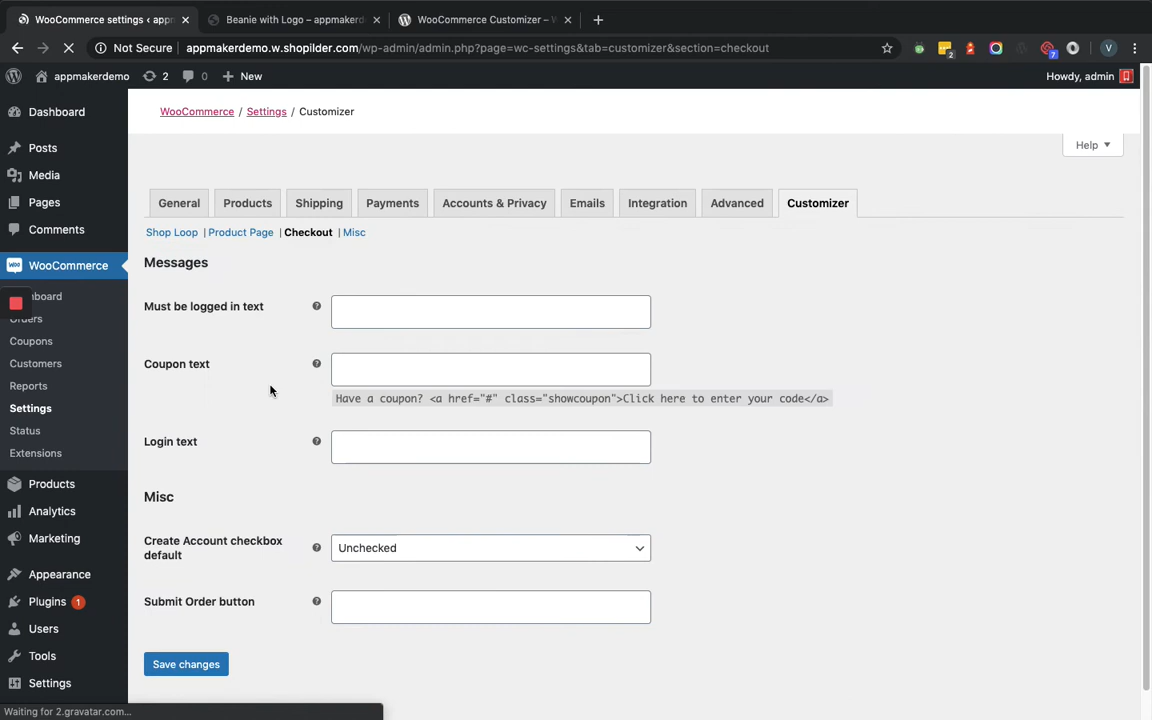 WooCommerce settings ‹ appn
Beanie with Logo – appmakerde
WooCommerce Customizer – W
Not Secure appmakerdemo.w.shopilder.com/wp-admin/admin.php?page=wc-settings&tab=customizer&section=checkout
2
7
V
appmakerdemo 2 0 New Howdy, admin
WooCommerce / Settings / Customizer
Help
Dashboard
Posts
Media
Pages
Comments
WooCommerce
board
Orders
Coupons
Customers
Reports
Settings
Status
Extensions
Products
Analytics
Marketing
Appearance
Plugins 1
Users
Tools
Settings
General Products Shipping Payments Accounts & Privacy Emails Integration Advanced Customizer
Shop Loop | Product Page | Checkout | Misc
Messages
Must be logged in text
Coupon text
Have a coupon? <a href="#" class="showcoupon">Click here to enter your code</a>
Login text
Misc
Create Account checkbox
default
Unchecked
Submit Order button
Save changes
Waiting for 2.gravatar.com...